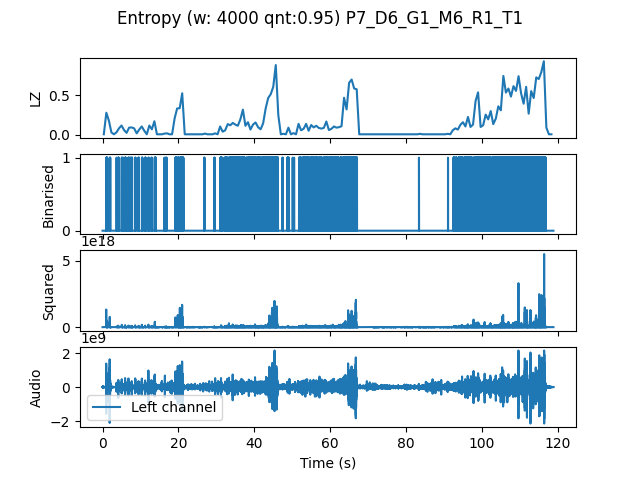 Entropy (w: 4000 qnt:0.95) P7_D6_G1_M6_R1_T1
LZ
0.5
0.0
Binarised
1
0
1e18
Squared
5
0
1e9
Audio
2
0
−2
Left channel
0 20 40 60 80 100 120
Time (s)